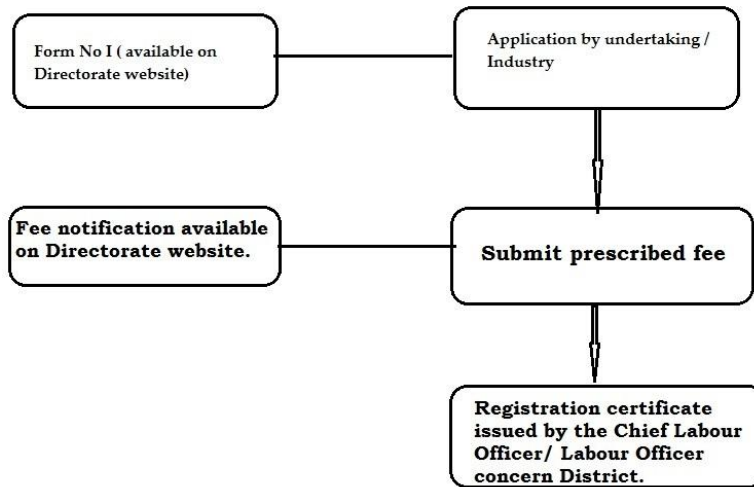 Form No I ( available on
Directorate website)
Application by undertaking /
Industry
Fee notification available
on Directorate website.
Submit prescribed fee
Registration certificate
issued by the Chief Labour
Officer/ Labour Officer
concern District.